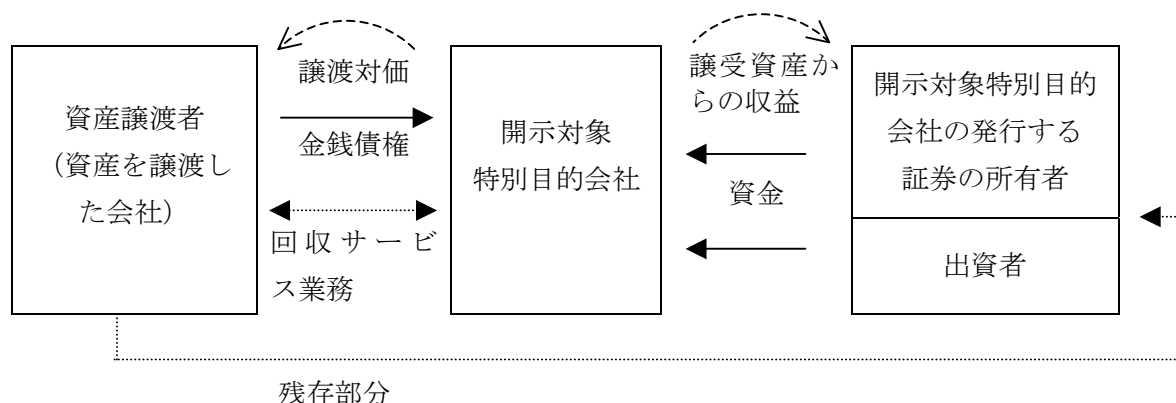 資産譲渡者
（資産を譲渡し
た会社）
譲渡対価
金銭債権
回収サービ
ス業務
開示対象
特別目的会社
譲受資産か
らの収益
資金
開示対象特別目的
会社の発行する
証券の所有者
出資者
残存部分